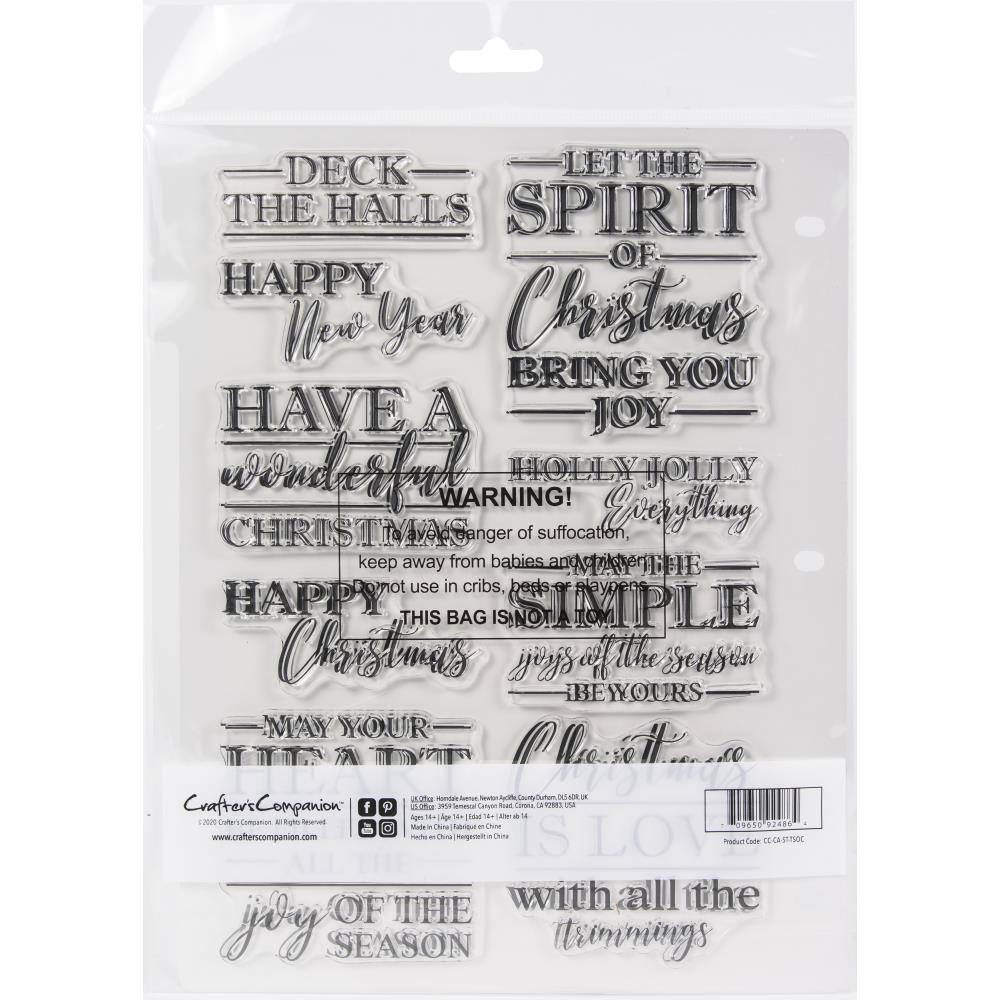 DECK
THE HALLS
HAPPY
New Year
HAVE A
wonderful
CHRISTMAS
HAPPY
Christmas
MAY YOUR
HEART
ALL THE
joy OF THE
SEASON
LET THE
SPIRIT
OF
Christmas
BRING YOU
JOY
HOLLY JOLLY
Everything
MAY THE
SIMPLE
joys of the season
BE YOURS
Christmas
IS LOVE
with all the
trimmings
WARNING!
To avoid danger of suffocation,
keep away from babies and children.
Do not use in cribs, beds or playpens.
THIS BAG IS NOT A TOY.
Crafter's Companion™
©2020 Crafter's Companion. All Rights Reserved.
www.crafterscompanion.com
UK Office: Horndale Avenue, Newton Aycliffe, County Durham, DL5 6DR, UK
US Office: 3959 Temescal Canyon Road, Corona, CA 92883, USA
Ages 14+ | Âge 14+ | Edad 14+ | Alter ab 14
Made in China | Fabriqué en Chine
Hecho en China | Hergestellt in China
7 09650 92486 4
Product Code: CC-CA-ST-TSOC